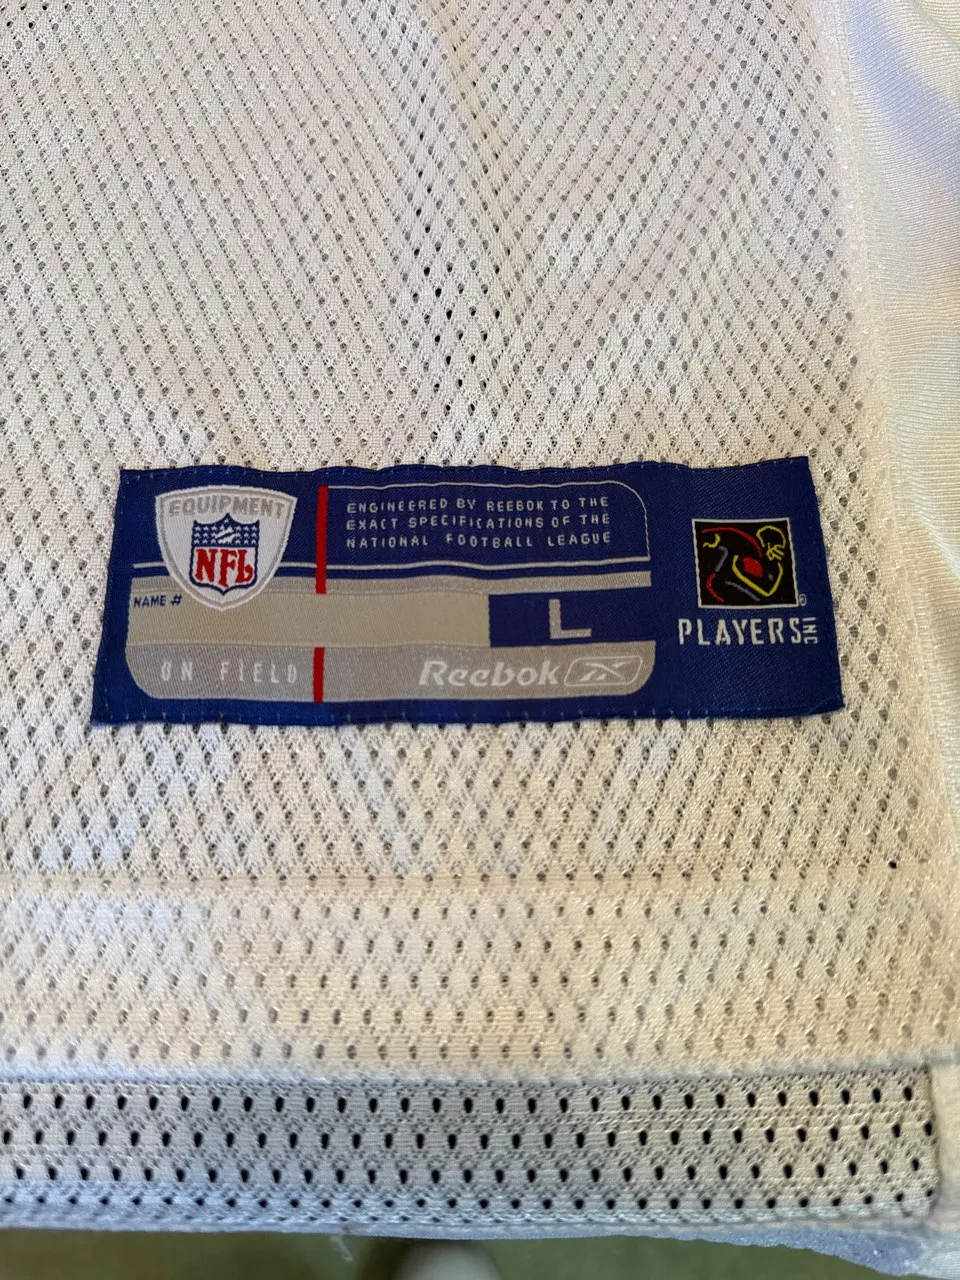 EQUIPMENT
NFL
ENGINEERED BY REEBOK TO THE
EXACT SPECIFICATIONS OF THE
NATIONAL FOOTBALL LEAGUE
NAME #
L
ON FIELD
Reebok
PLAYERS INC
®